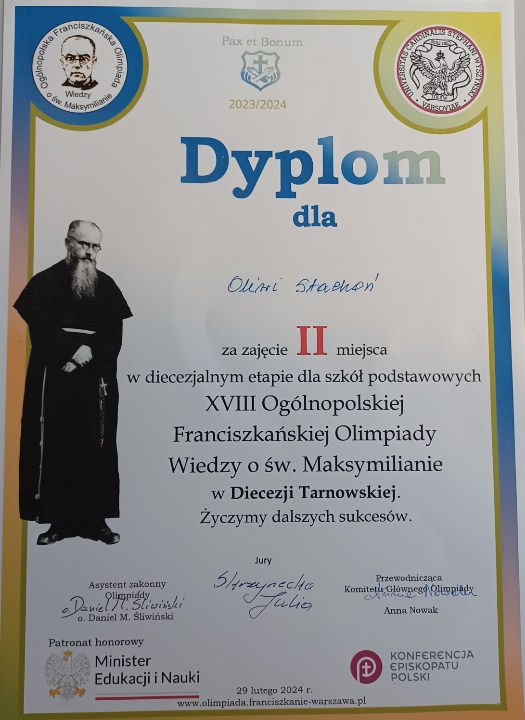 Ogólnopolska Franciszkańska Olimpiada
Wiedzy
o św. Maksymilianie
Pax et Bonum
2023/2024
UNIVERSITAS CARDINALIS STEPHANI WYSZYŃSKI
VARSOVIAE
Dyplom
dla
Oliwii Stachoń
za zajęcie II miejsca
w diecezjalnym etapie dla szkół podstawowych
XVIII Ogólnopolskiej
Franciszkańskiej Olimpiady
Wiedzy o św. Maksymilianie
w Diecezji Tarnowskiej.
Życzymy dalszych sukcesów.
Jury
Asystent zakonny
Olimpiady
o. Daniel M. Śliwiński
o. Daniel M. Śliwiński
Skrzynecka
Julia
Przewodnicząca
Komitetu Głównego Olimpiady
Anna Nowak
Anna Nowak
Patronat honorowy
Minister
Edukacji i Nauki
KONFERENCJA
EPISKOPATU
POLSKI
29 lutego 2024 r.
www.olimpiada.franciszkanie-warszawa.pl